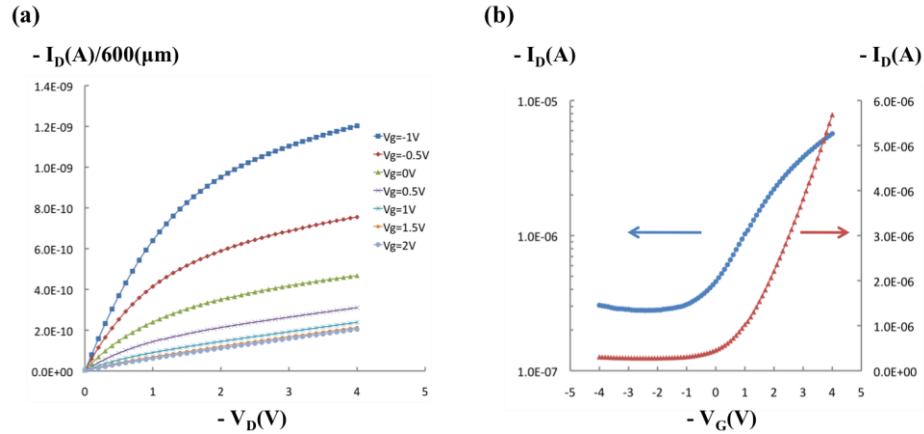 (a)
- I_D(A)/600(µm)
1.4E-09
1.2E-09
1.0E-09
8.0E-10
6.0E-10
4.0E-10
2.0E-10
0.0E+00
0 1 2 3 4 5
- V_D(V)
Vg=-1V
Vg=-0.5V
Vg=0V
Vg=0.5V
Vg=1V
Vg=1.5V
Vg=2V
(b)
- I_D(A) - I_D(A)
1.0E-05
1.0E-06
1.0E-07
6.0E-06
5.0E-06
4.0E-06
3.0E-06
2.0E-06
1.0E-06
0.0E+00
-5 -4 -3 -2 -1 0 1 2 3 4 5
- V_G(V)